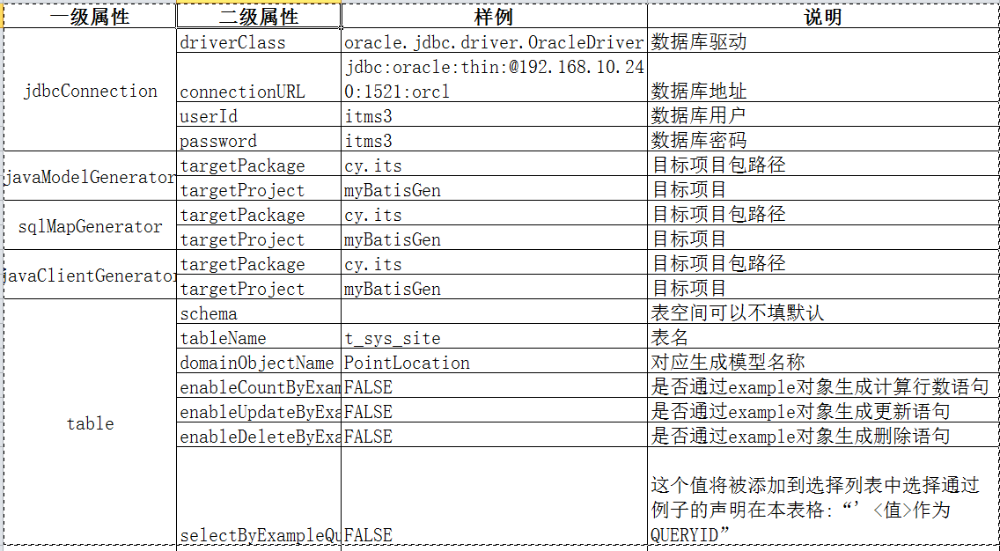 一级属性 二级属性 样例 说明
jdbcConnection driverClass oracle.jdbc.driver.OracleDriver 数据库驱动
connectionURL jdbc:oracle:thin:@192.168.10.24
0:1521:orcl 数据库地址
userId itms3 数据库用户
password itms3 数据库密码
javaModelGenerator targetPackage cy.its 目标项目包路径
targetProject myBatisGen 目标项目
sqlMapGenerator targetPackage cy.its 目标项目包路径
targetProject myBatisGen 目标项目
javaClientGenerator targetPackage cy.its 目标项目包路径
targetProject myBatisGen 目标项目
table schema 表空间可以不填默认
tableName t_sys_site 表名
domainObjectName PointLocation 对应生成模型名称
enableCountByExam FALSE 是否通过example对象生成计算行数语句
enableUpdateByExa FALSE 是否通过example对象生成更新语句
enableDeleteByExa FALSE 是否通过example对象生成删除语句
selectByExampleQu FALSE 这个值将被添加到选择列表中选择通过
例子的声明在本表格:“'<值>作为
QUERYID”